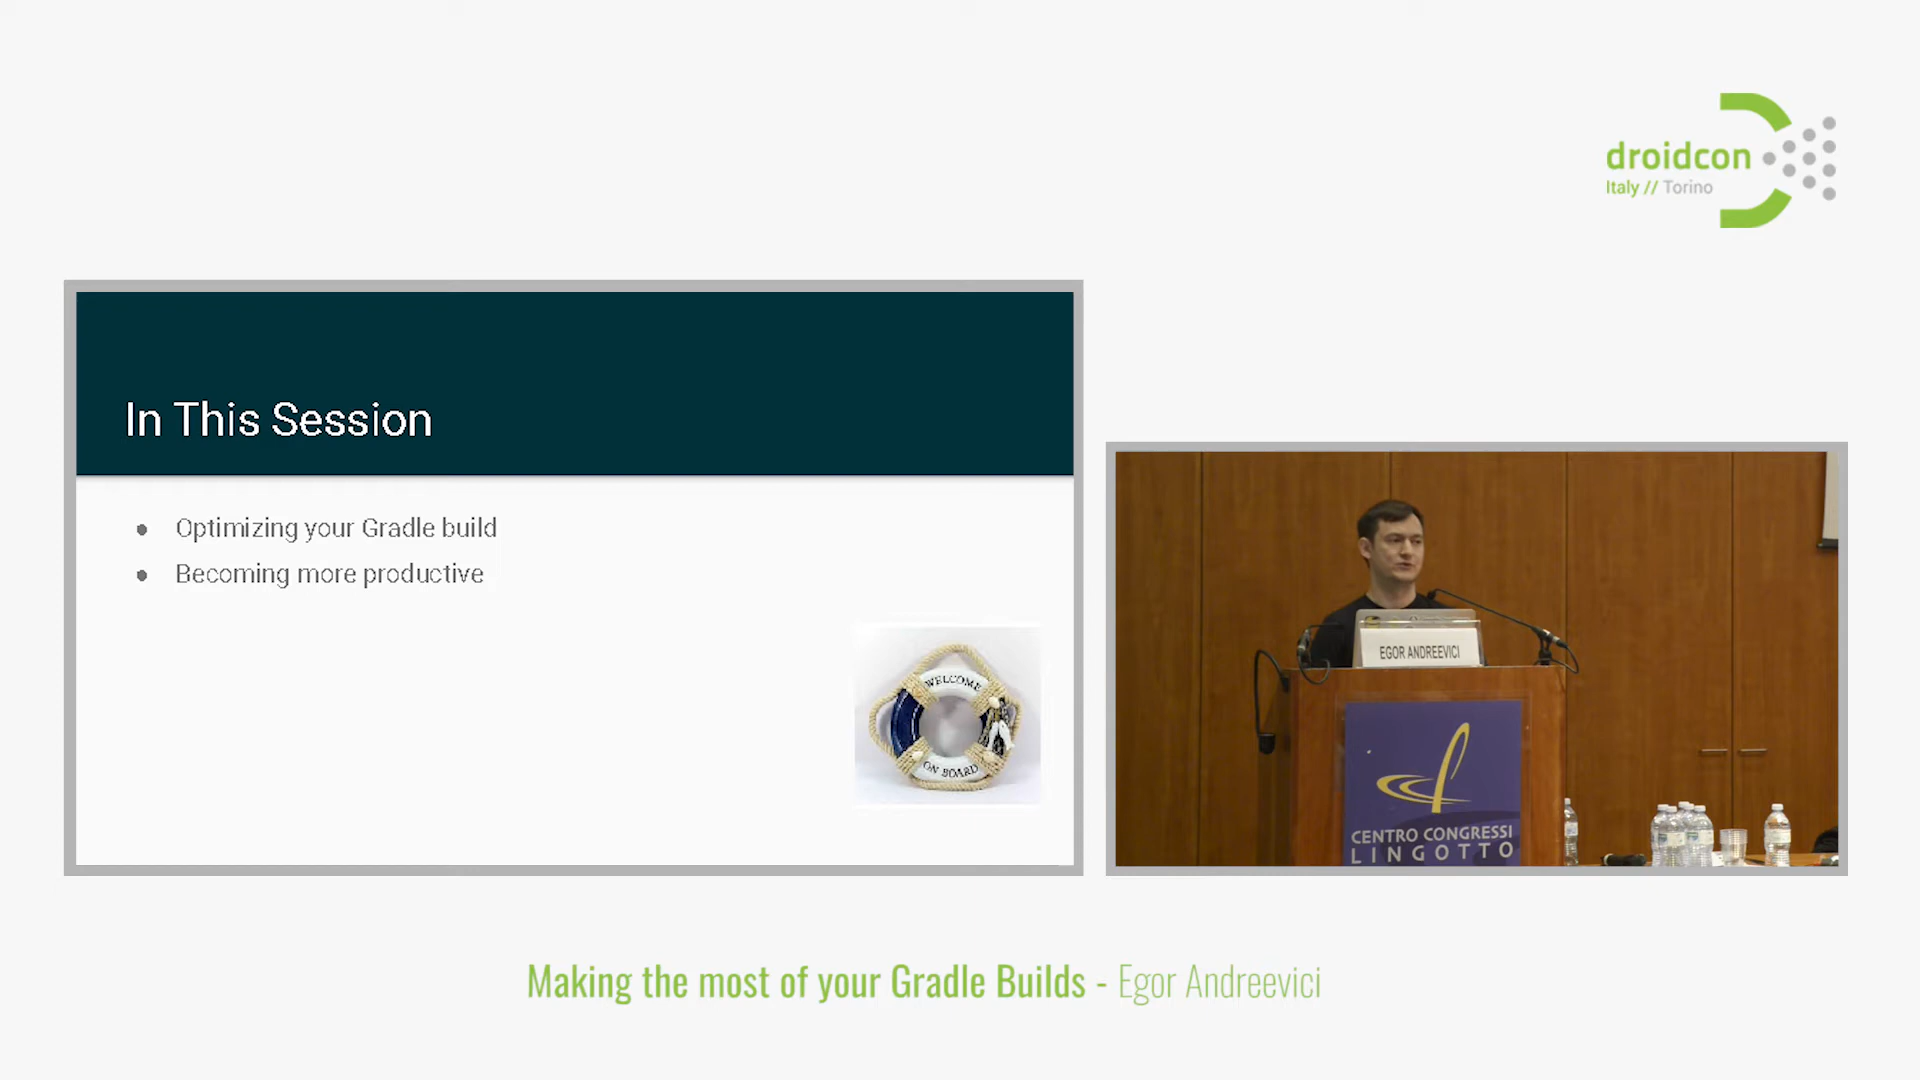 droidcon
Italy // Torino
In This Session
Optimizing your Gradle build
Becoming more productive
WELCOME
ON BOARD
EGOR ANDREEVICI
CENTRO CONGRESSI
LINGOTTO
Making the most of your Gradle Builds - Egor Andreevici